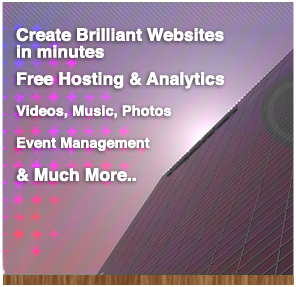 Create Brilliant Websites
in minutes
Free Hosting & Analytics
Videos, Music, Photos
Event Management
& Much More..